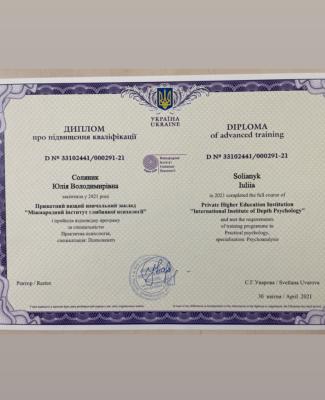 УКРАЇНА
UKRAINE
ДИПЛОМ
про підвищення кваліфікації
D № 33102441/000291-21
Соляник
Юлія Володимирівна
закінчила у 2021 році
Приватний вищий навчальний заклад
"Міжнародний інститут глибинної психології"
і пройшла відповідну програму
за спеціальністю
Практична психологія,
спеціалізація: Психоаналіз
DIPLOMA
of advanced training
D № 33102441/000291-21
Solianyk
Iuliia
in 2021 completed the full course of
Private Higher Education Institution
"International Institute of Depth Psychology"
and met the requirements
of training programme in
Practical psychology,
specialization: Psychoanalysis
Ректор / Rector
С.Г. Уварова / Svetlana Uvarova
30 квітня / April 2021